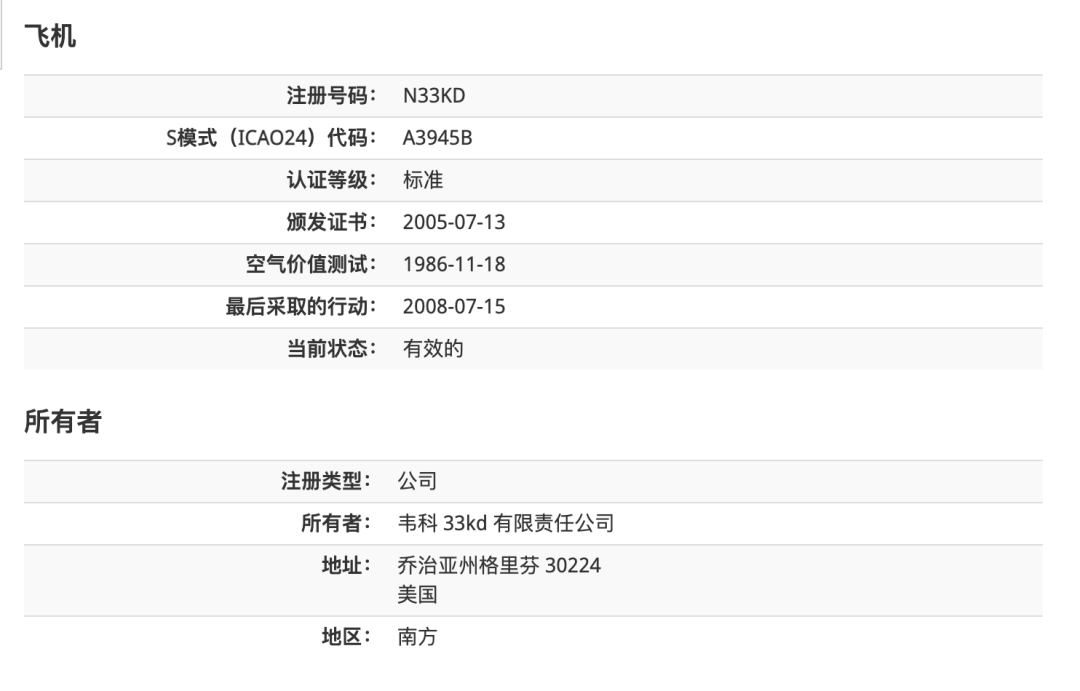 飞机
注册号码： N33KD
S模式（ICAO24）代码： A3945B
认证等级： 标准
颁发证书： 2005-07-13
空气价值测试： 1986-11-18
最后采取的行动： 2008-07-15
当前状态： 有效的
所有者
注册类型： 公司
所有者： 韦科 33kd 有限责任公司
地址： 乔治亚州格里芬 30224
美国
地区： 南方